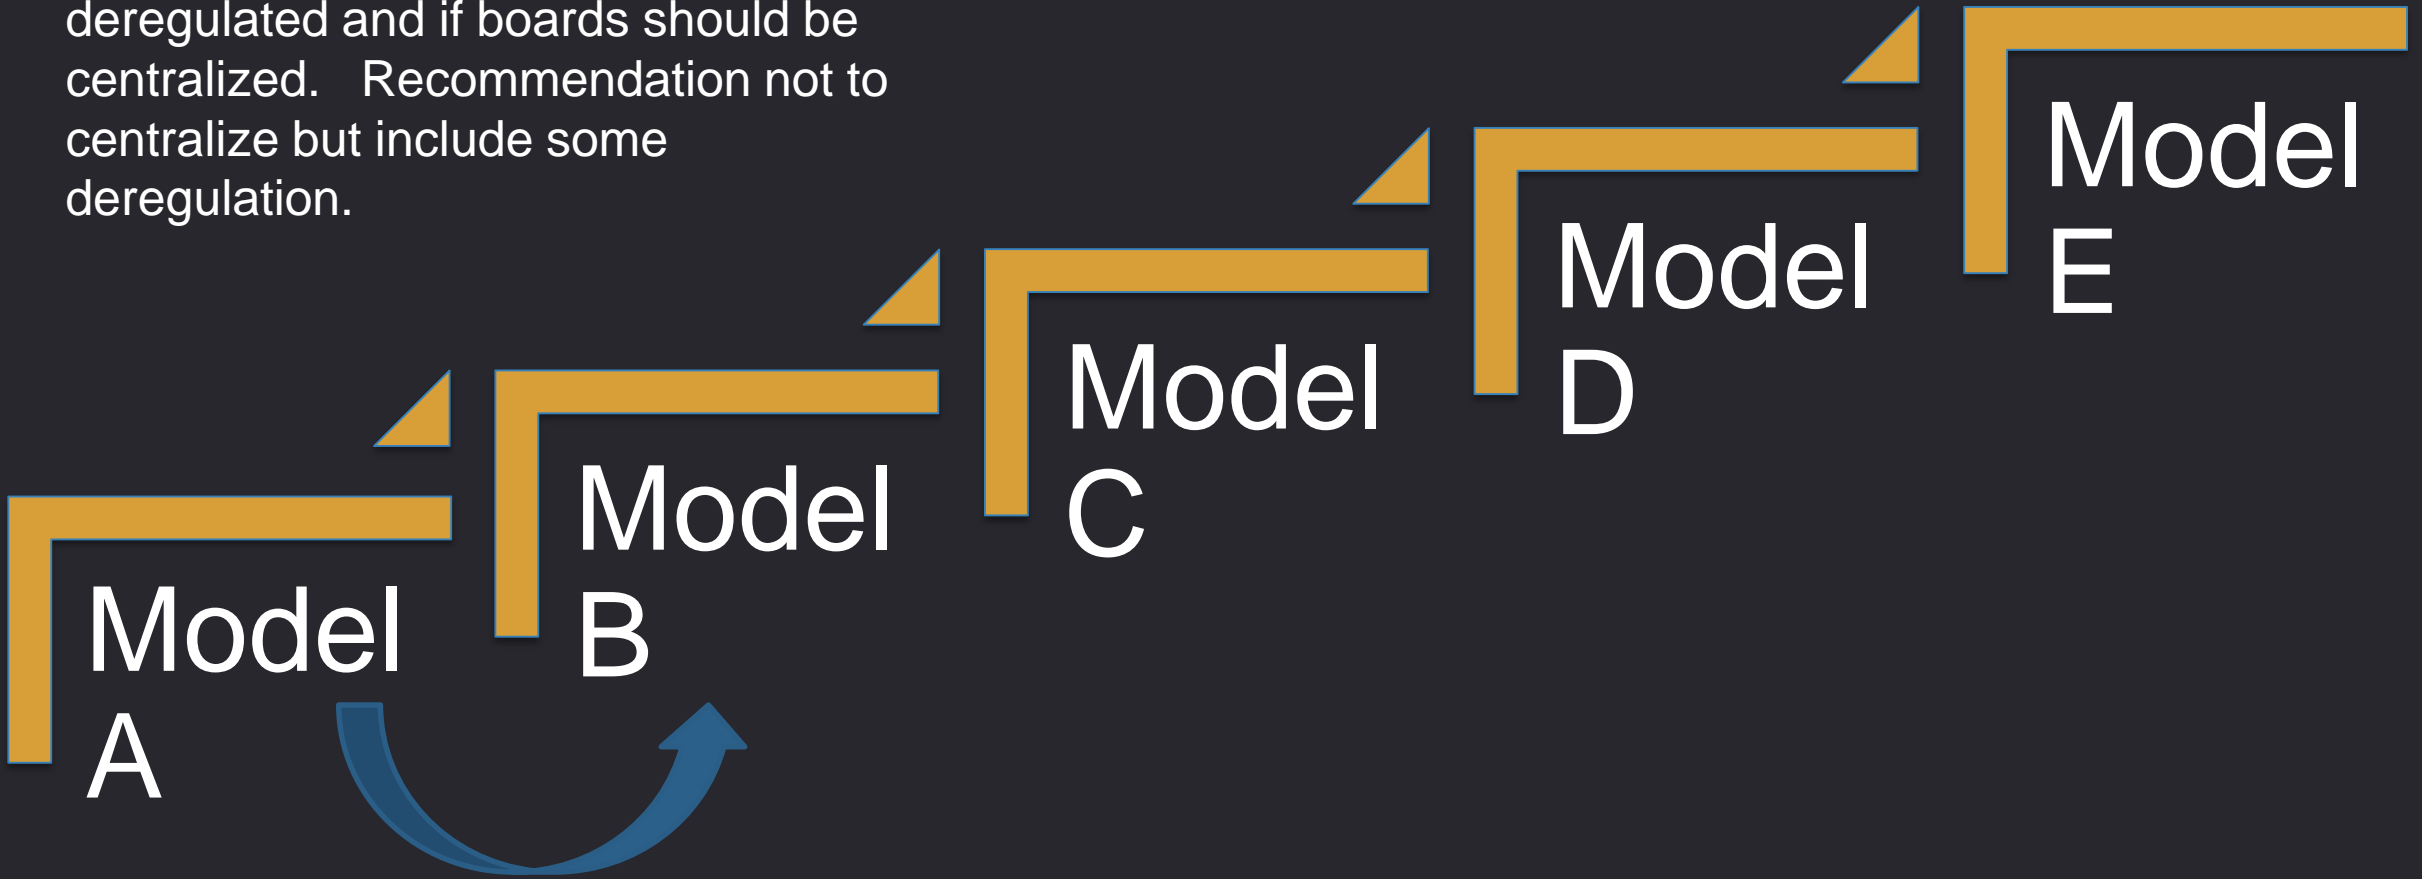 deregulated and if boards should be
centralized.   Recommendation not to
centralize but include some
deregulation.
Model
A
Model
B
Model
C
Model
D
Model
E